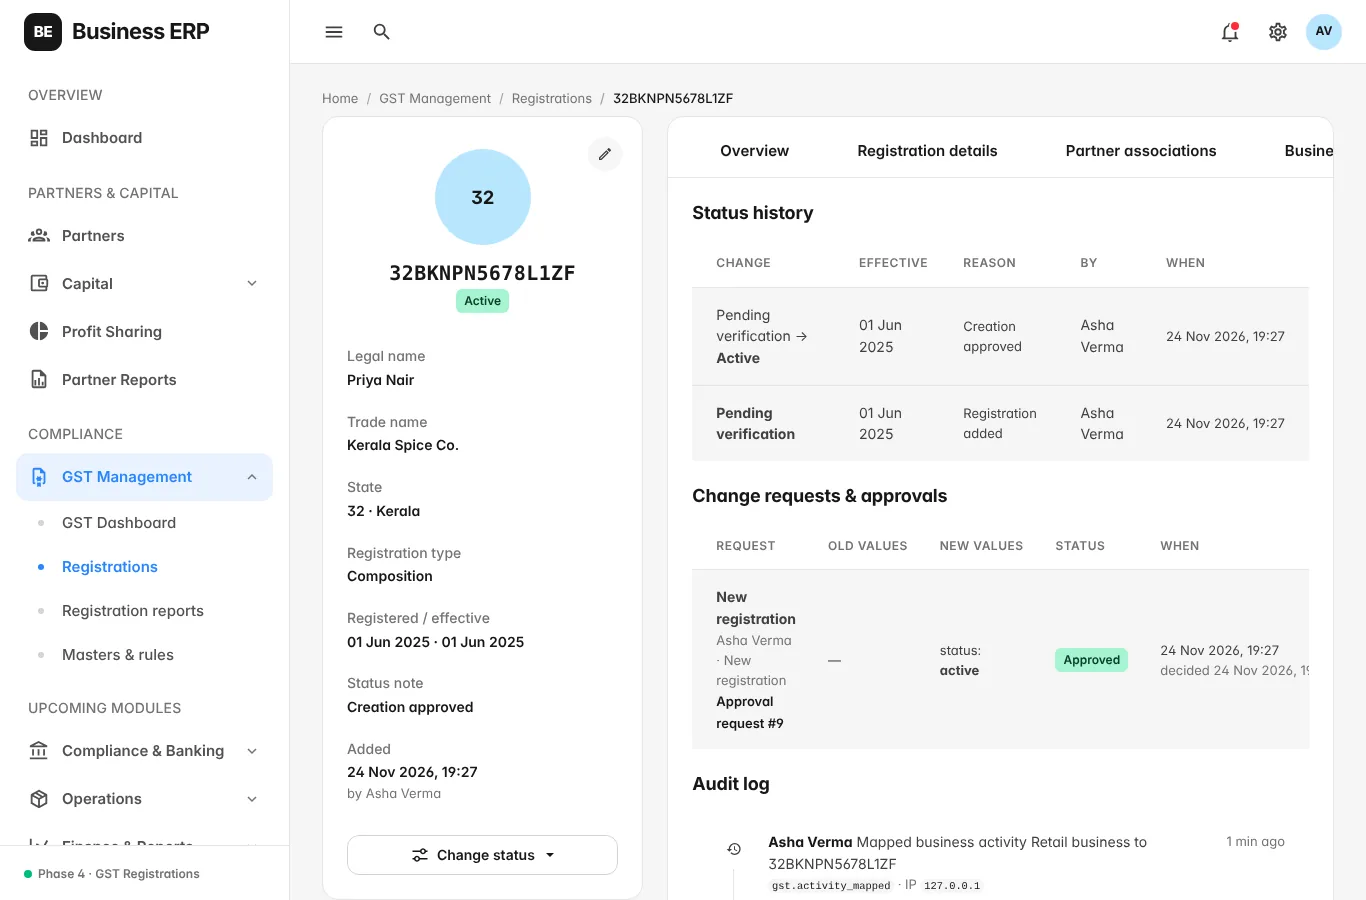 BE Business ERP
OVERVIEW
Dashboard
PARTNERS & CAPITAL
Partners
Capital
Profit Sharing
Partner Reports
COMPLIANCE
GST Management
GST Dashboard
Registrations
Registration reports
Masters & rules
UPCOMING MODULES
Compliance & Banking
Operations
Finance & Reports
Phase 4 · GST Registrations
AV
Home / GST Management / Registrations / 32BKNPN5678L1ZF
32
32BKNPN5678L1ZF
Active
Legal name
Priya Nair
Trade name
Kerala Spice Co.
State
32 · Kerala
Registration type
Composition
Registered / effective
01 Jun 2025 · 01 Jun 2025
Status note
Creation approved
Added
24 Nov 2026, 19:27
by Asha Verma
Change status
Overview Registration details Partner associations Busine
Status history
CHANGE EFFECTIVE REASON BY WHEN
Pending
verification →
Active
01 Jun
2025
Creation
approved
Asha
Verma
24 Nov 2026, 19:27
Pending
verification
01 Jun
2025
Registration
added
Asha
Verma
24 Nov 2026, 19:27
Change requests & approvals
REQUEST OLD VALUES NEW VALUES STATUS WHEN
New
registration
Asha Verma
· New
registration
Approval
request #9
—
status:
active
Approved
24 Nov 2026, 19:27
decided 24 Nov 2026, 19
Audit log
Asha Verma Mapped business activity Retail business to
32BKNPN5678L1ZF
gst.activity_mapped · IP 127.0.0.1
1 min ago